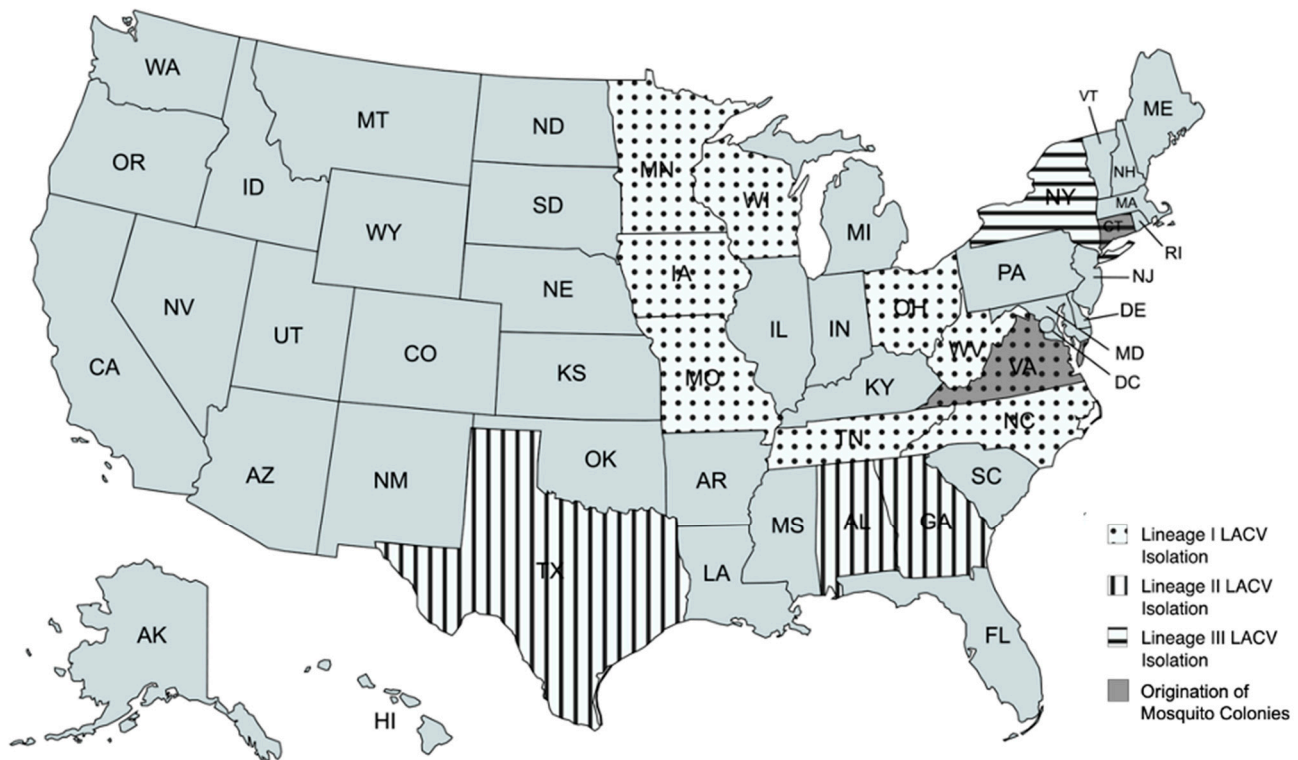 WA
MT
ND
MN
VT
ME
OR
ID
SD
WI
NH
NY
MA
WY
MI
CT
RI
IA
PA
NJ
NE
NV
OH
UT
IL
IN
DE
CO
WV
MD
CA
KS
MO
VA
DC
KY
NC
TN
AZ
NM
OK
AR
SC
MS
AL
GA
TX
LA
FL
AK
HI
Lineage I LACV
Isolation
Lineage II LACV
Isolation
Lineage III LACV
Isolation
Origination of
Mosquito Colonies